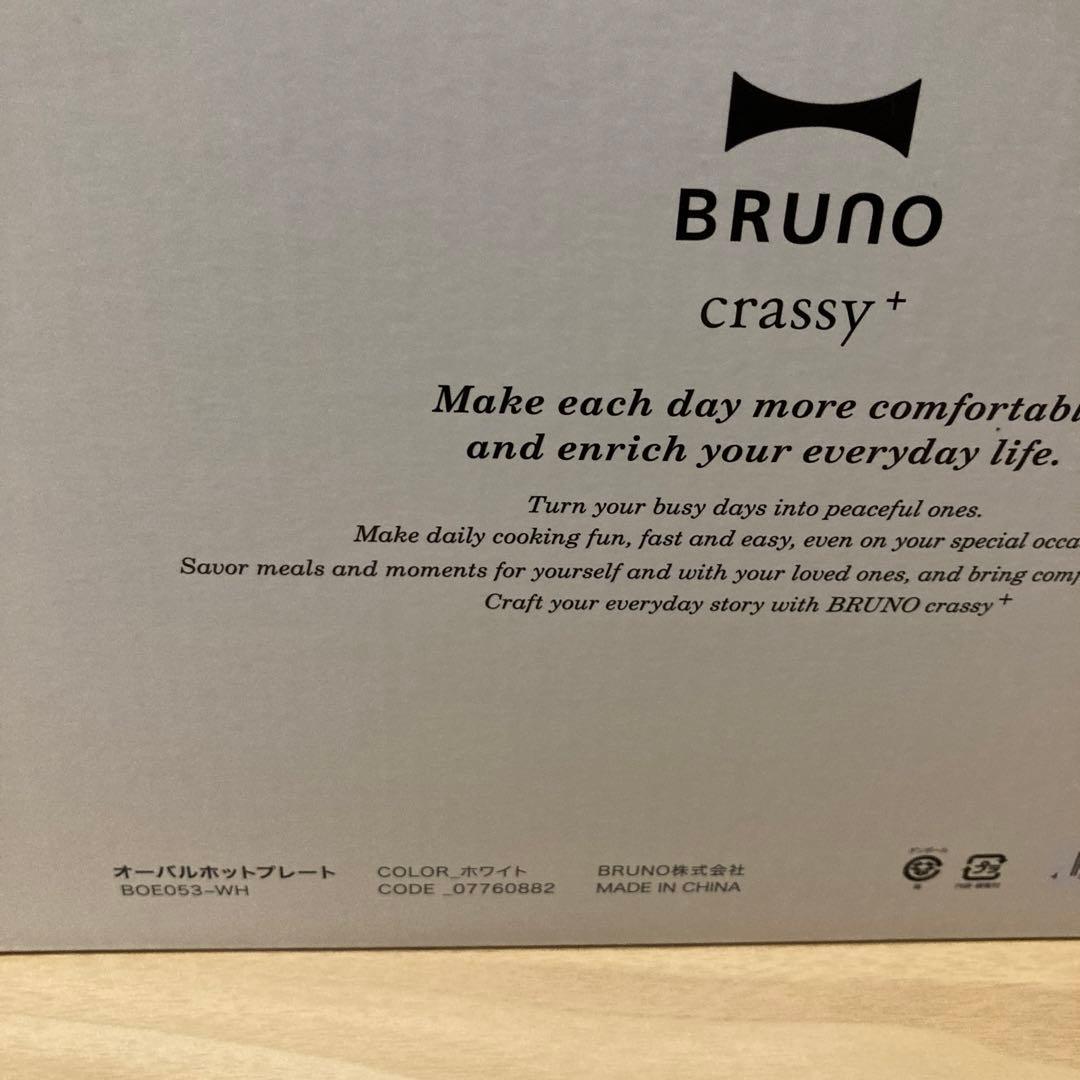 BRUNO
crassy+
Make each day more comfortabl
and enrich your everyday life.
Turn your busy days into peaceful ones.
Make daily cooking fun, fast and easy, even on your special occa
Savor meals and moments for yourself and with your loved ones, and bring comf
Craft your everyday story with BRUNO crassy+
オーバルホットプレート
BOE053-WH
COLOR_ホワイト
CODE _07760882
BRUNO株式会社
MADE IN CHINA